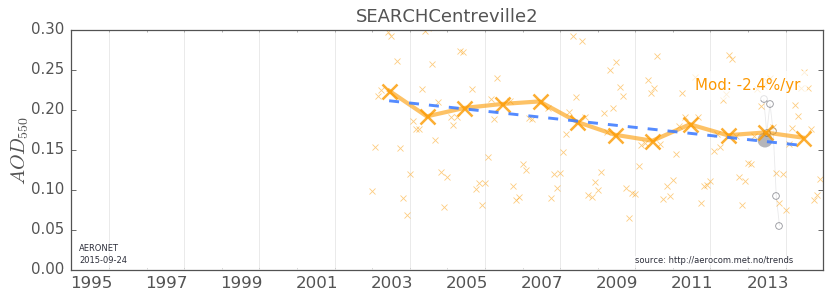 SEARCHCentreville2
0.30
0.25
0.20
0.15
0.10
0.05
0.00
AOD550
Mod: -2.4%/yr
AERONET
2015-09-24
source: http://aerocom.met.no/trends
1995 1997 1999 2001 2003 2005 2007 2009 2011 2013